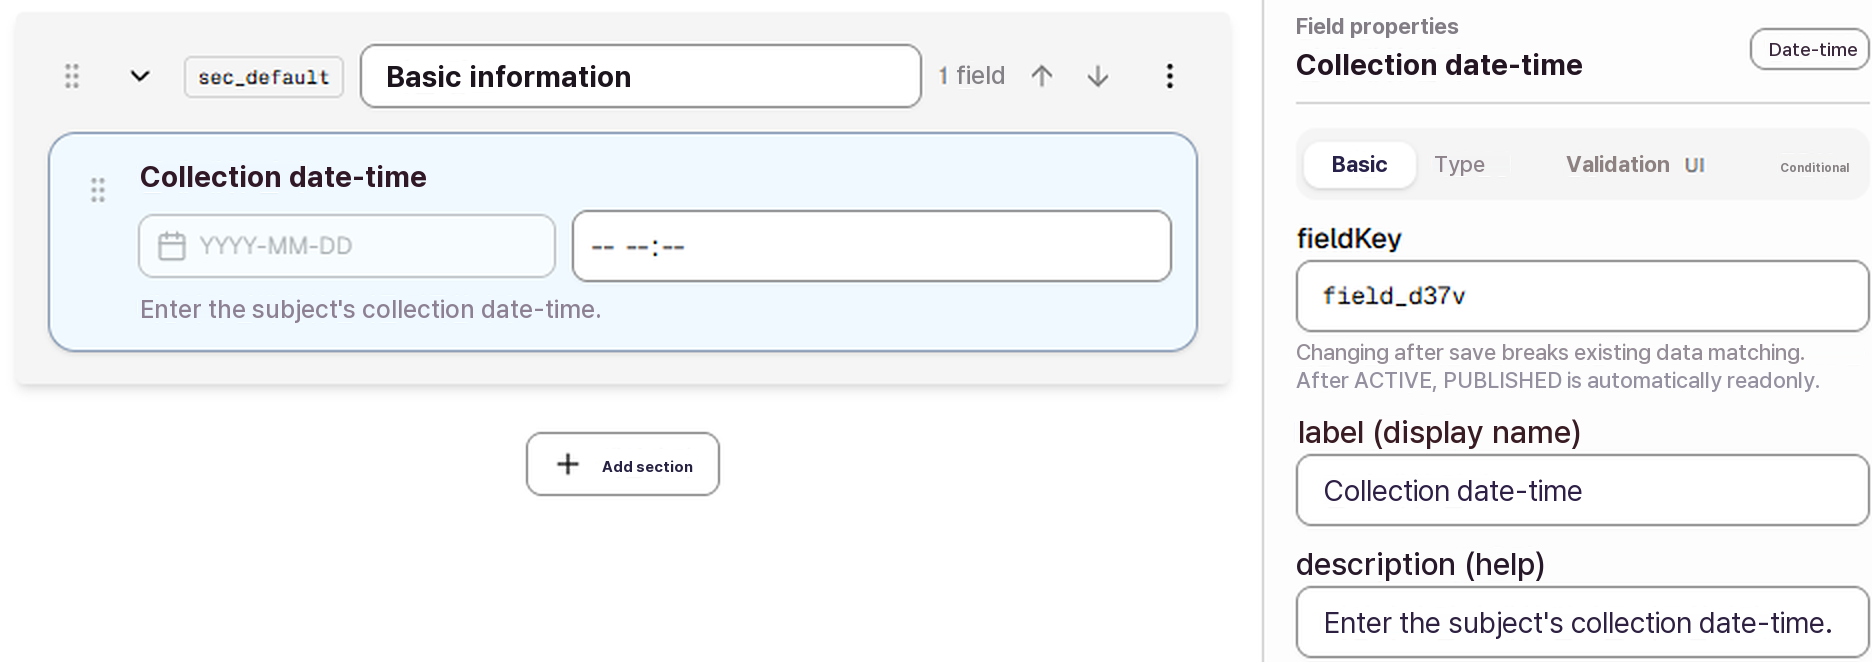 sec_default
Basic information
1 field
Collection date-time
YYYY-MM-DD
-- --:--
Enter the subject's collection date-time.
Add section
Field properties
Collection date-time
Date-time
Basic Type Validation UI Conditional
fieldKey
field_d37v
Changing after save breaks existing data matching.
After ACTIVE, PUBLISHED is automatically readonly.
label (display name)
Collection date-time
description (help)
Enter the subject's collection date-time.